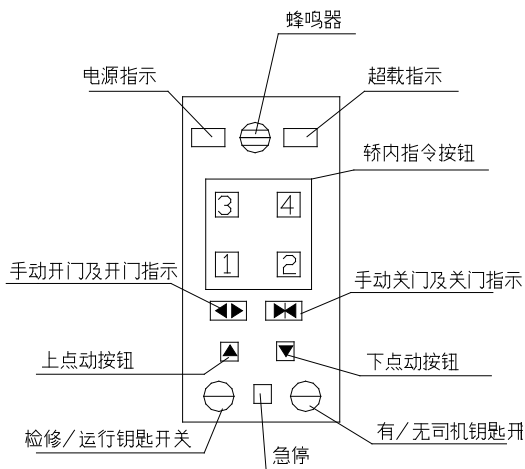 蜂鸣器
电源指示
超载指示
轿内指令按钮
3 4
1 2
手动开门及开门指示
手动关门及关门指示
上点动按钮
下点动按钮
检修/运行钥匙开关
有/无司机钥匙开
急停